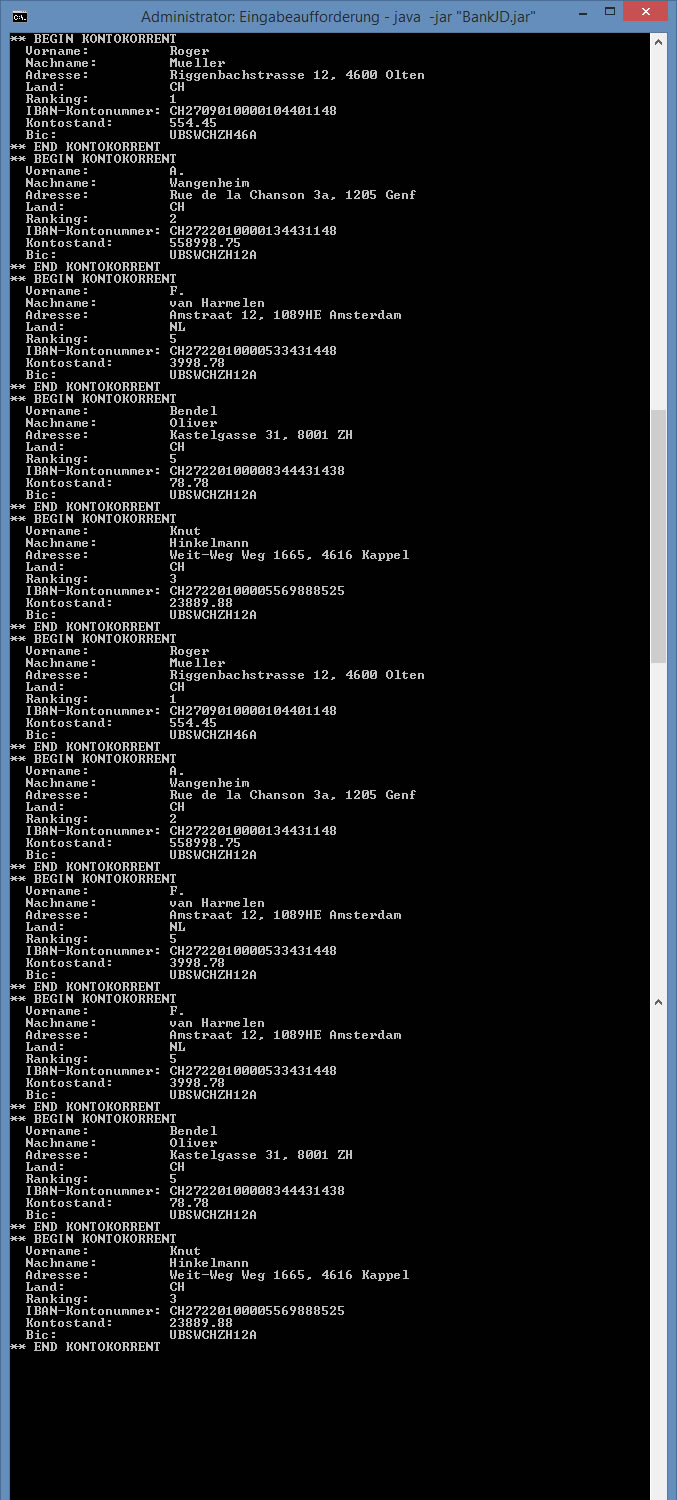 Administrator: Eingabeaufforderung - java -jar "BankJD.jar"
** BEGIN KONTOKORRENT
Vorname: Roger
Nachname: Mueller
Adresse: Riggenbachstrasse 12, 4600 Olten
Land: CH
Ranking: 1
IBAN-Kontonummer: CH2709010000104401148
Kontostand: 554.45
Bic: UBSWCHZH46A
** END KONTOKORRENT
** BEGIN KONTOKORRENT
Vorname: A.
Nachname: Wangenheim
Adresse: Rue de la Chanson 3a, 1205 Genf
Land: CH
Ranking: 2
IBAN-Kontonummer: CH2722010000134431148
Kontostand: 558998.75
Bic: UBSWCHZH12A
** END KONTOKORRENT
** BEGIN KONTOKORRENT
Vorname: F.
Nachname: van Harmelen
Adresse: Amstraat 12, 1089HE Amsterdam
Land: NL
Ranking: 5
IBAN-Kontonummer: CH2722010000533431448
Kontostand: 3998.78
Bic: UBSWCHZH12A
** END KONTOKORRENT
** BEGIN KONTOKORRENT
Vorname: Bendel
Nachname: Oliver
Adresse: Kastelgasse 31, 8001 ZH
Land: CH
Ranking: 5
IBAN-Kontonummer: CH27220100008344431438
Kontostand: 78.78
Bic: UBSWCHZH12A
** END KONTOKORRENT
** BEGIN KONTOKORRENT
Vorname: Knut
Nachname: Hinkelmann
Adresse: Weit-Weg Weg 1665, 4616 Kappel
Land: CH
Ranking: 3
IBAN-Kontonummer: CH27220100005569888525
Kontostand: 23889.88
Bic: UBSWCHZH12A
** END KONTOKORRENT
** BEGIN KONTOKORRENT
Vorname: Roger
Nachname: Mueller
Adresse: Riggenbachstrasse 12, 4600 Olten
Land: CH
Ranking: 1
IBAN-Kontonummer: CH2709010000104401148
Kontostand: 554.45
Bic: UBSWCHZH46A
** END KONTOKORRENT
** BEGIN KONTOKORRENT
Vorname: A.
Nachname: Wangenheim
Adresse: Rue de la Chanson 3a, 1205 Genf
Land: CH
Ranking: 2
IBAN-Kontonummer: CH2722010000134431148
Kontostand: 558998.75
Bic: UBSWCHZH12A
** END KONTOKORRENT
** BEGIN KONTOKORRENT
Vorname: F.
Nachname: van Harmelen
Adresse: Amstraat 12, 1089HE Amsterdam
Land: NL
Ranking: 5
IBAN-Kontonummer: CH2722010000533431448
Kontostand: 3998.78
Bic: UBSWCHZH12A
** END KONTOKORRENT
** BEGIN KONTOKORRENT
Vorname: F.
Nachname: van Harmelen
Adresse: Amstraat 12, 1089HE Amsterdam
Land: NL
Ranking: 5
IBAN-Kontonummer: CH2722010000533431448
Kontostand: 3998.78
Bic: UBSWCHZH12A
** END KONTOKORRENT
** BEGIN KONTOKORRENT
Vorname: Bendel
Nachname: Oliver
Adresse: Kastelgasse 31, 8001 ZH
Land: CH
Ranking: 5
IBAN-Kontonummer: CH27220100008344431438
Kontostand: 78.78
Bic: UBSWCHZH12A
** END KONTOKORRENT
** BEGIN KONTOKORRENT
Vorname: Knut
Nachname: Hinkelmann
Adresse: Weit-Weg Weg 1665, 4616 Kappel
Land: CH
Ranking: 3
IBAN-Kontonummer: CH27220100005569888525
Kontostand: 23889.88
Bic: UBSWCHZH12A
** END KONTOKORRENT